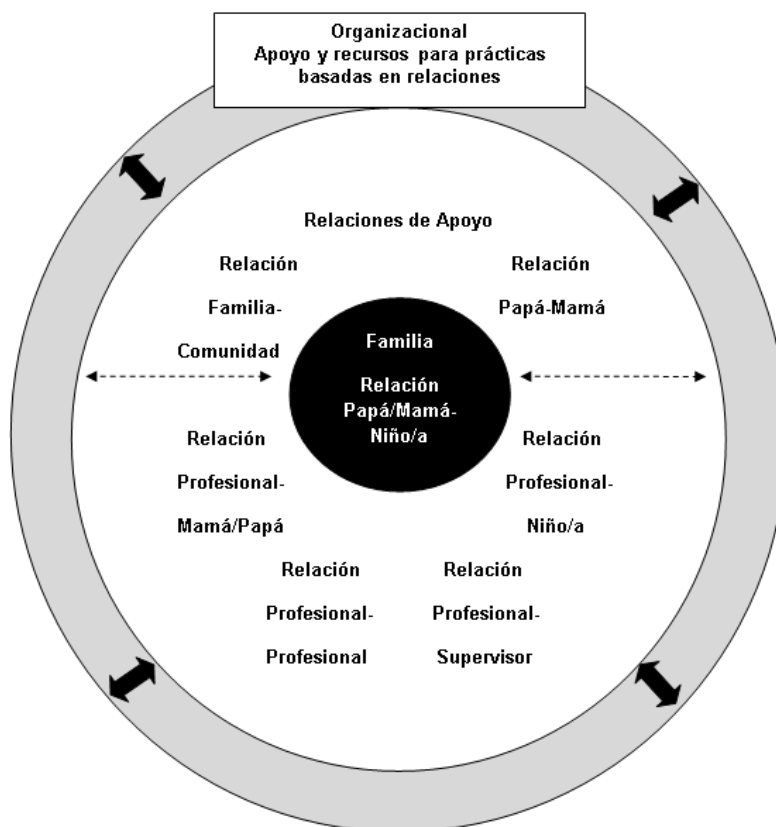 Organizacional
Apoyo y recursos para prácticas
basadas en relaciones
Relaciones de Apoyo
Relación
Familia-
Comunidad
Relación
Papá-Mamá
Familia
Relación
Papá/Mamá-
Niño/a
Relación
Profesional-
Mamá/Papá
Relación
Profesional-
Niño/a
Relación
Profesional-
Profesional
Relación
Profesional-
Supervisor